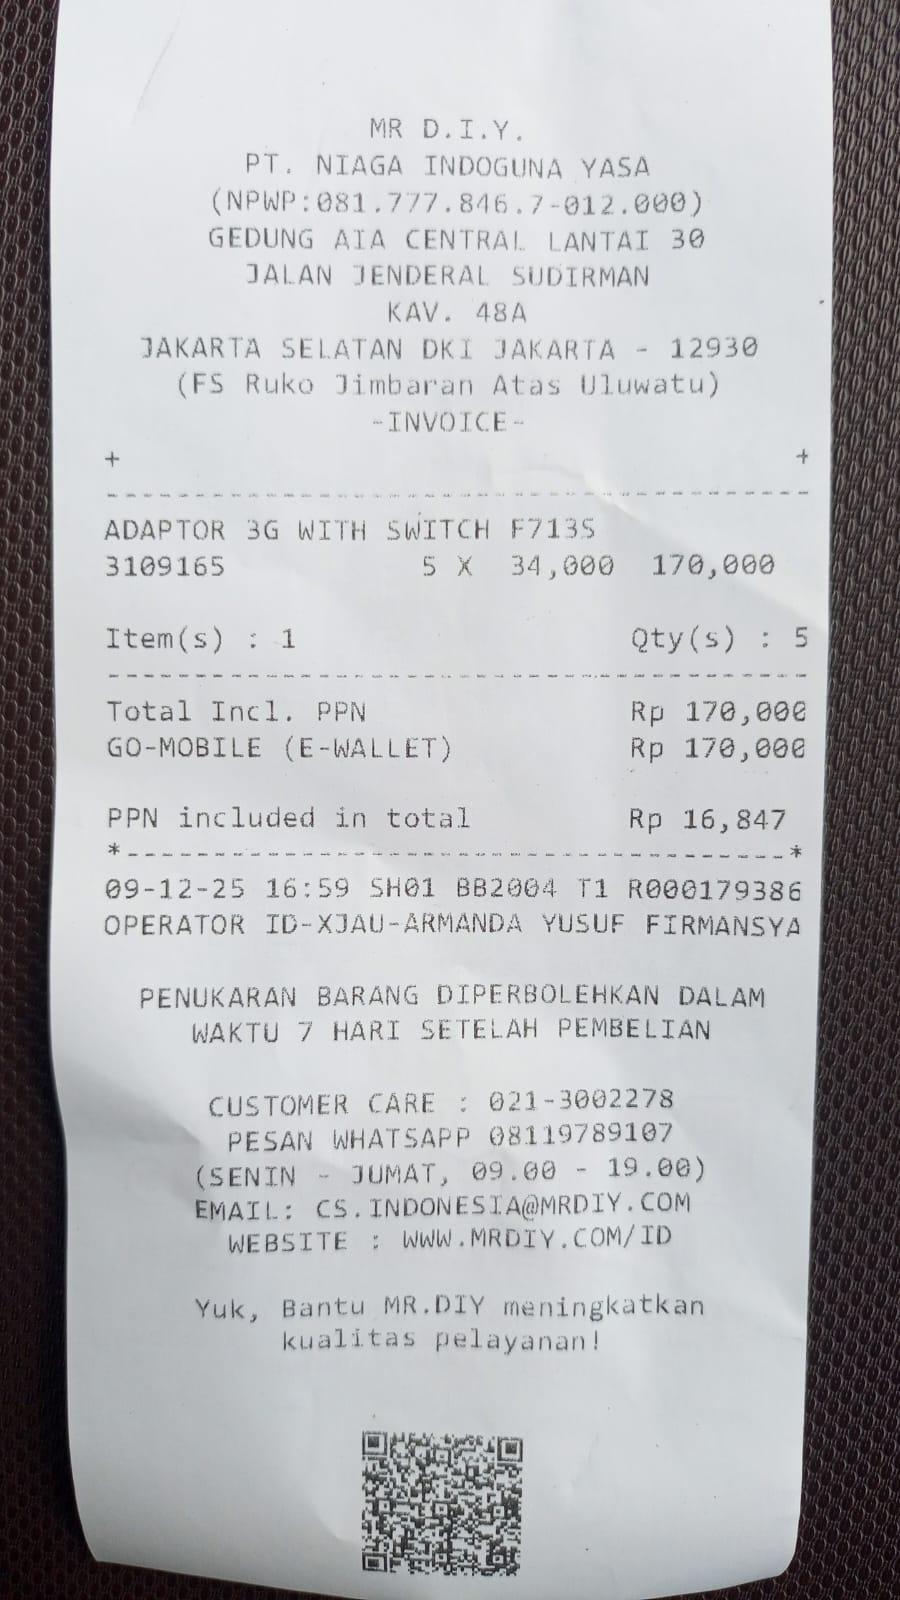 MR D.I.Y.
PT. NIAGA INDOGUNA YASA
(NPWP:081.777.846.7-012.000)
GEDUNG AIA CENTRAL LANTAI 30
JALAN JENDERAL SUDIRMAN
KAV. 48A
JAKARTA SELATAN DKI JAKARTA - 12930
(FS Ruko Jimbaran Atas Uluwatu)
-INVOICE-
+ +
----------------------------------------
ADAPTOR 3G WITH SWITCH F713S
3109165 5 X 34,000 170,000
Item(s) : 1 Qty(s) : 5
----------------------------------------
Total Incl. PPN Rp 170,000
GO-MOBILE (E-WALLET) Rp 170,000
PPN included in total Rp 16,847
*--------------------------------------*
09-12-25 16:59 SH01 BB2004 T1 R000179386
OPERATOR ID-XJAU-ARMANDA YUSUF FIRMANSYA
PENUKARAN BARANG DIPERBOLEHKAN DALAM
WAKTU 7 HARI SETELAH PEMBELIAN
CUSTOMER CARE : 021-3002278
PESAN WHATSAPP 08119789107
(SENIN - JUMAT, 09.00 - 19.00)
EMAIL: CS.INDONESIA@MRDIY.COM
WEBSITE : WWW.MRDIY.COM/ID
Yuk, Bantu MR.DIY meningkatkan
kualitas pelayanan!